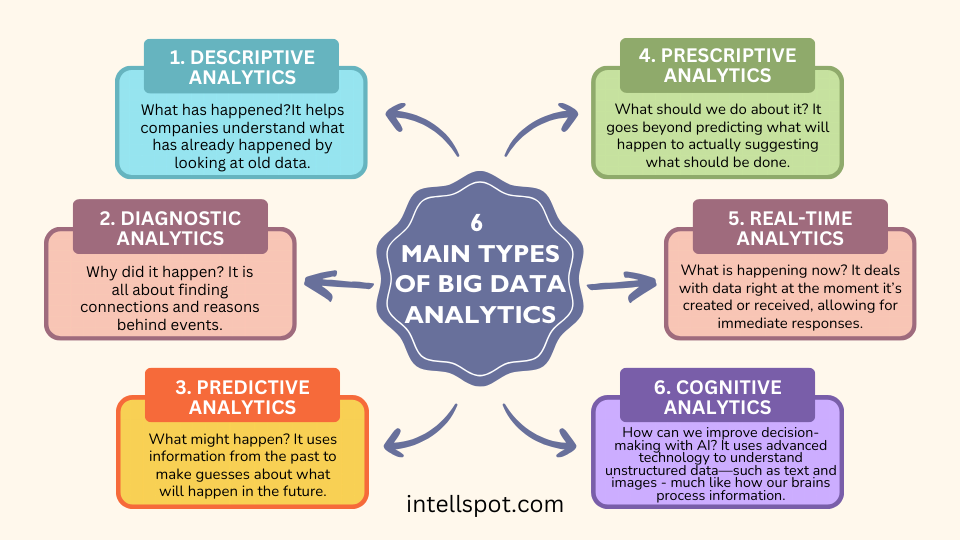 1. DESCRIPTIVE
ANALYTICS
What has happened?It helps
companies understand what
has already happened by
looking at old data.
2. DIAGNOSTIC
ANALYTICS
Why did it happen? It is
all about finding
connections and reasons
behind events.
3. PREDICTIVE
ANALYTICS
What might happen? It uses
information from the past to
make guesses about what
will happen in the future.
6
MAIN TYPES
OF BIG DATA
ANALYTICS
4. PRESCRIPTIVE
ANALYTICS
What should we do about it? It
goes beyond predicting what will
happen to actually suggesting
what should be done.
5. REAL-TIME
ANALYTICS
What is happening now? It deals
with data right at the moment it's
created or received, allowing for
immediate responses.
6. COGNITIVE
ANALYTICS
How can we improve decision-
making with AI? It uses advanced
technology to understand
unstructured data—such as text and
images - much like how our brains
process information.
intellspot.com